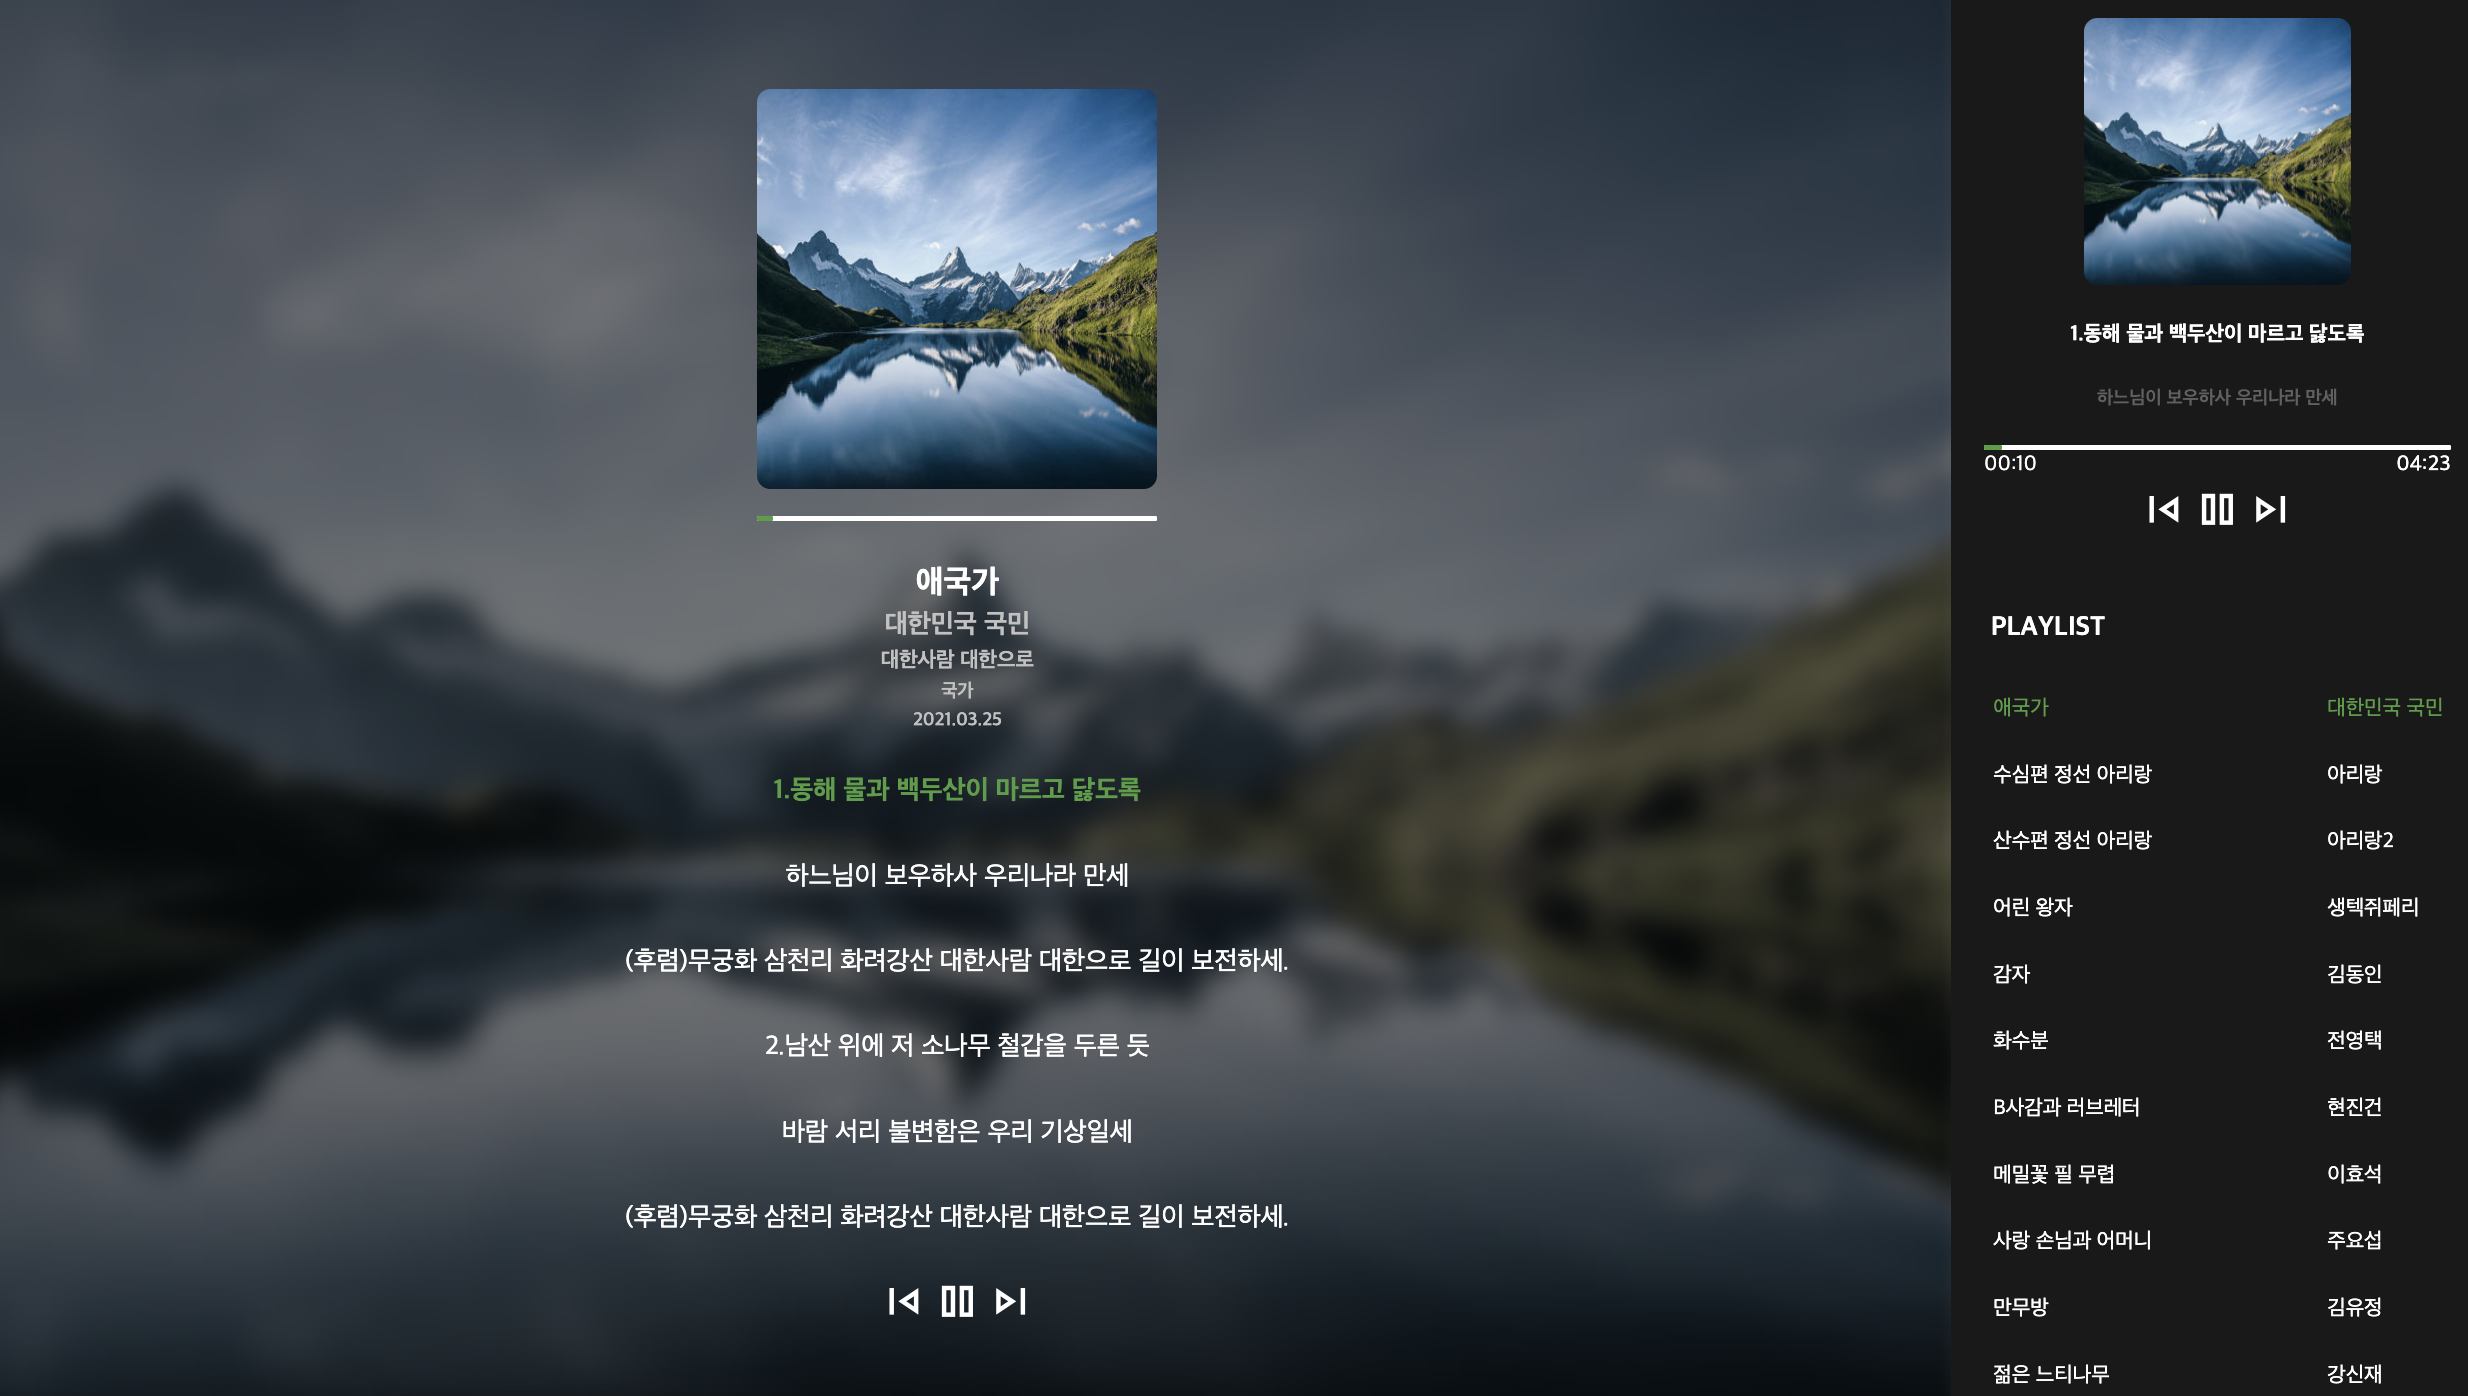 애국가
대한민국 국민
대한사람 대한으로
국가
2021.03.25
1.동해 물과 백두산이 마르고 닳도록
하느님이 보우하사 우리나라 만세
(후렴)무궁화 삼천리 화려강산 대한사람 대한으로 길이 보전하세.
2.남산 위에 저 소나무 철갑을 두른 듯
바람 서리 불변함은 우리 기상일세
(후렴)무궁화 삼천리 화려강산 대한사람 대한으로 길이 보전하세.
1.동해 물과 백두산이 마르고 닳도록
하느님이 보우하사 우리나라 만세
00:10 04:23
PLAYLIST
애국가 대한민국 국민
수심편 정선 아리랑 아리랑
산수편 정선 아리랑 아리랑2
어린 왕자 생텍쥐페리
감자 김동인
화수분 전영택
B사감과 러브레터 현진건
메밀꽃 필 무렵 이효석
사랑 손님과 어머니 주요섭
만무방 김유정
젊은 느티나무 강신재